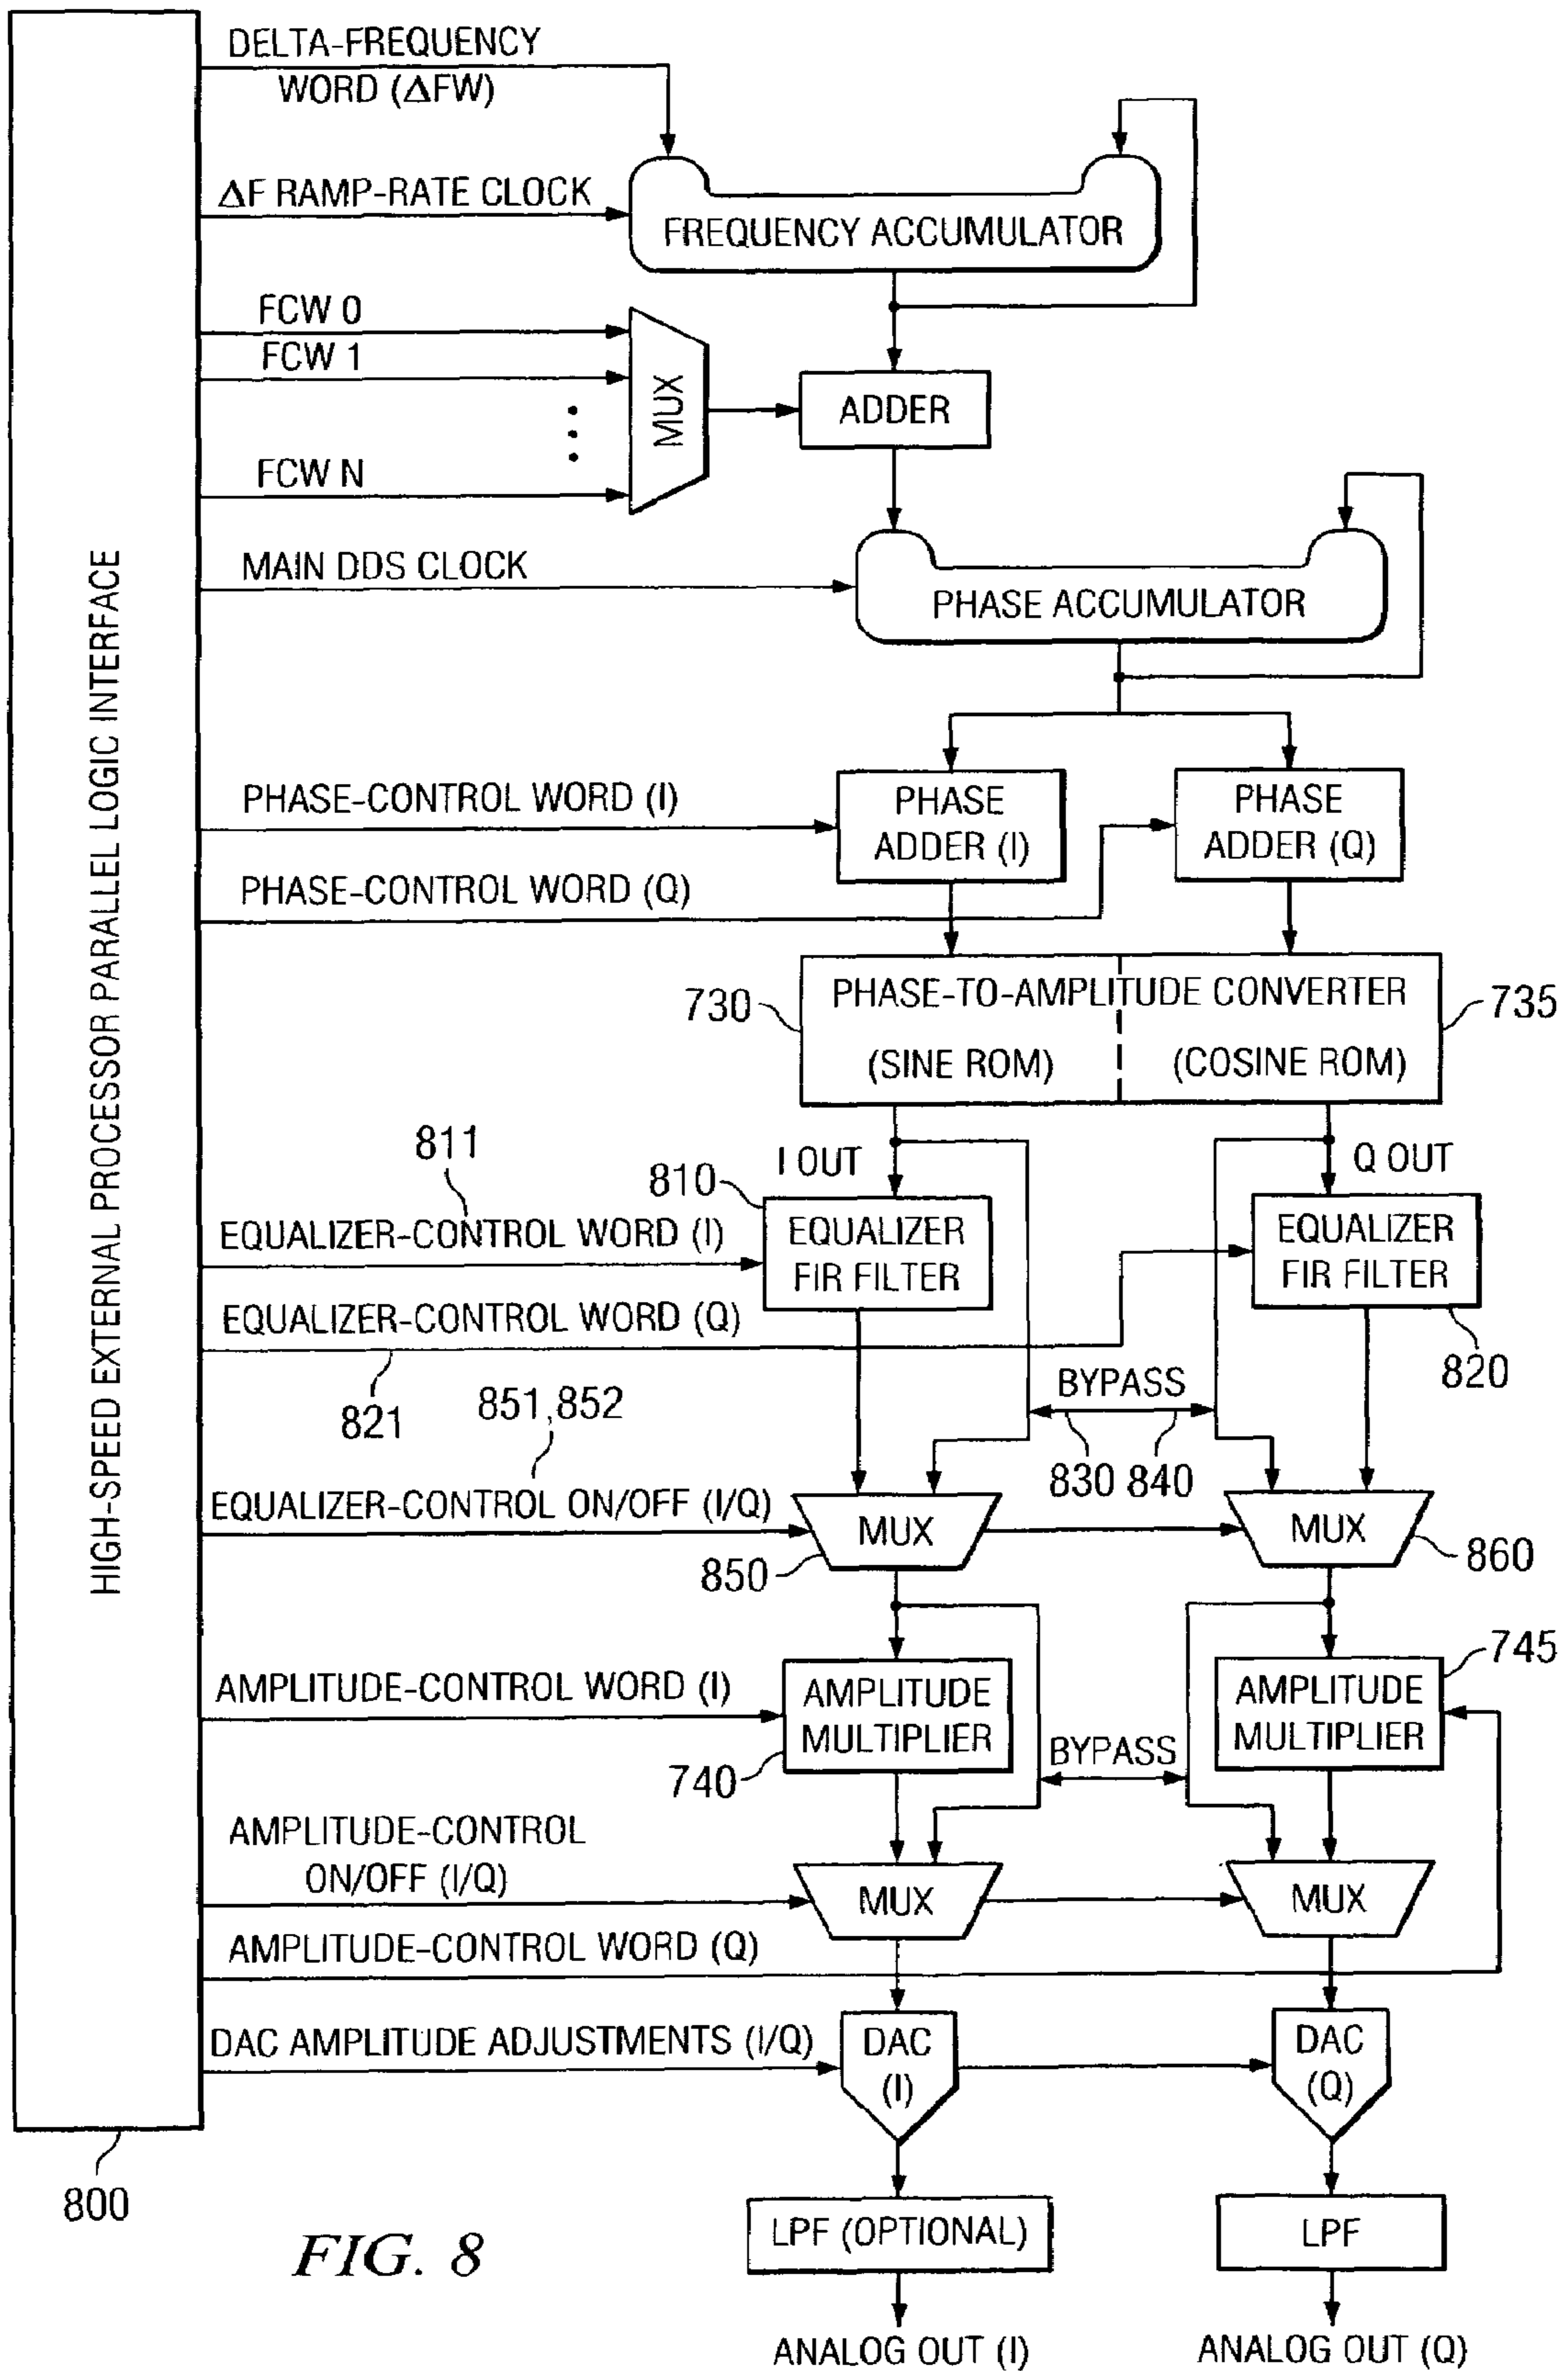 DELTA-FREQUENCY
WORD (ΔFW)
ΔF RAMP-RATE CLOCK
FREQUENCY ACCUMULATOR
FCW 0
FCW 1
FCW N
MUX
ADDER
MAIN DDS CLOCK
PHASE ACCUMULATOR
HIGH-SPEED EXTERNAL PROCESSOR PARALLEL LOGIC INTERFACE
PHASE-CONTROL WORD (I)
PHASE
ADDER (I)
PHASE
ADDER (Q)
PHASE-CONTROL WORD (Q)
730
PHASE-TO-AMPLITUDE CONVERTER
735
(SINE ROM)
(COSINE ROM)
811
810
I OUT
Q OUT
EQUALIZER-CONTROL WORD (I)
EQUALIZER
FIR FILTER
EQUALIZER
FIR FILTER
EQUALIZER-CONTROL WORD (Q)
820
821
851,852
BYPASS
830
840
EQUALIZER-CONTROL ON/OFF (I/Q)
MUX
MUX
850
860
745
AMPLITUDE-CONTROL WORD (I)
AMPLITUDE
MULTIPLIER
AMPLITUDE
MULTIPLIER
740
BYPASS
AMPLITUDE-CONTROL
ON/OFF (I/Q)
MUX
MUX
AMPLITUDE-CONTROL WORD (Q)
DAC AMPLITUDE ADJUSTMENTS (I/Q)
DAC
(I)
DAC
(Q)
800
LPF (OPTIONAL)
LPF
FIG. 8
ANALOG OUT (I)
ANALOG OUT (Q)